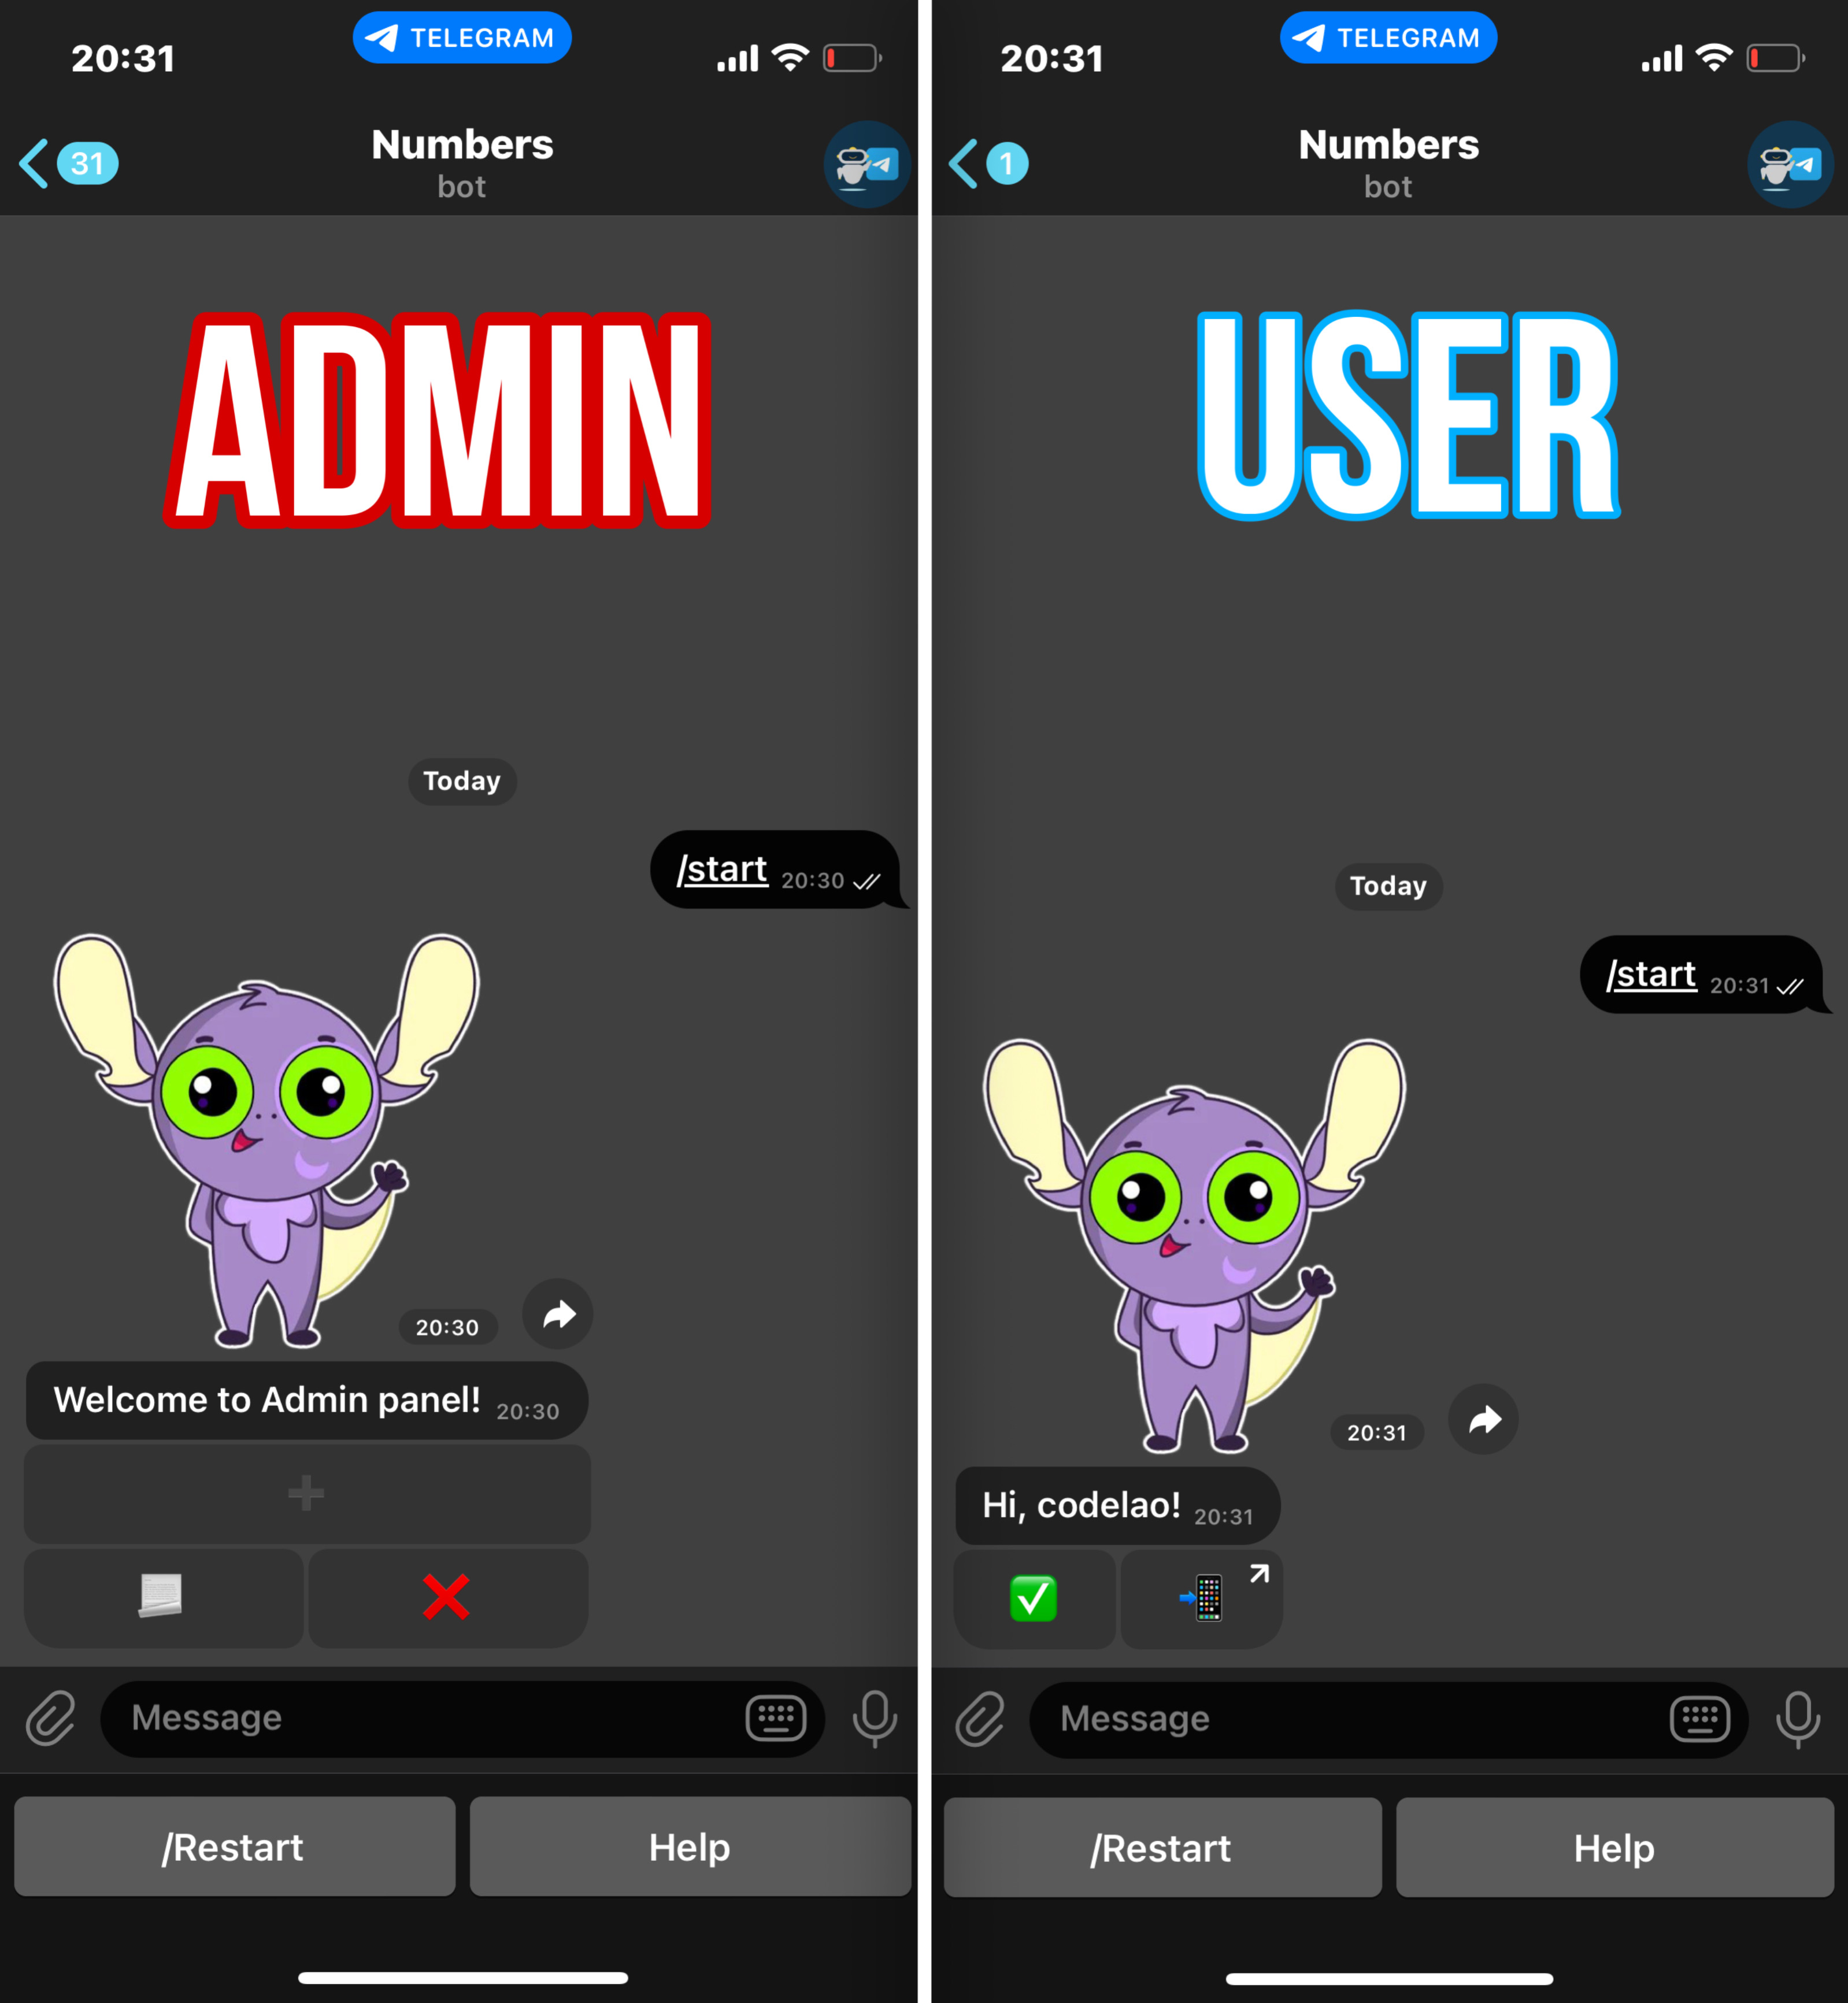 20:31
TELEGRAM
31
Numbers
bot
ADMIN
Today
/start 20:30
20:30
Welcome to Admin panel! 20:30
Message
/Restart
Help
20:31
TELEGRAM
1
Numbers
bot
USER
Today
/start 20:31
20:31
Hi, codelao! 20:31
Message
/Restart
Help